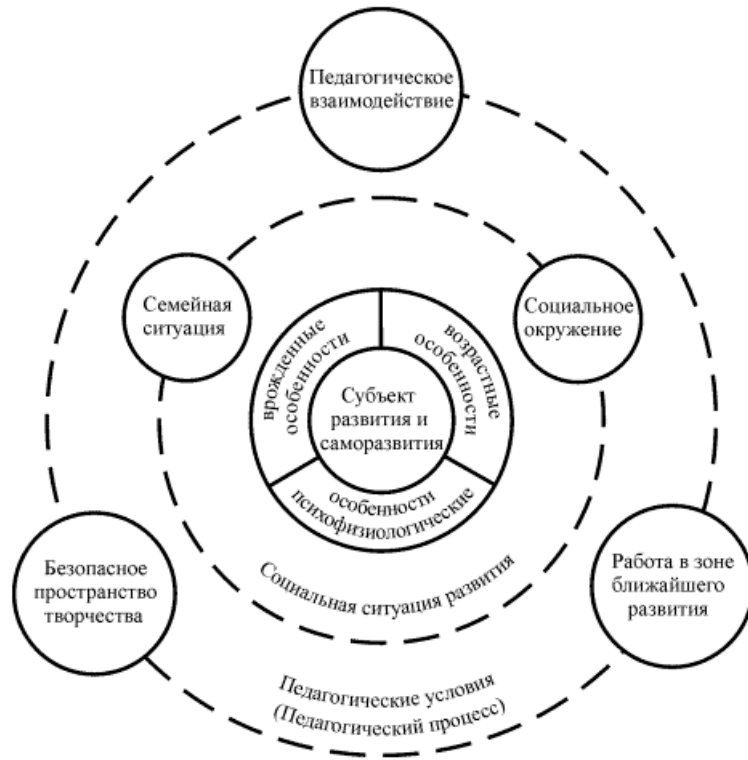 Педагогическое
взаимодействие
Семейная
ситуация
Социальное
окружение
врожденные
особенности
возрастные
особенности
Субъект
развития и
саморазвития
особенности
психофизиологические
Безопасное
пространство
творчества
Работа в зоне
ближайшего
развития
Социальная ситуация развития
Педагогические условия
(Педагогический процесс)